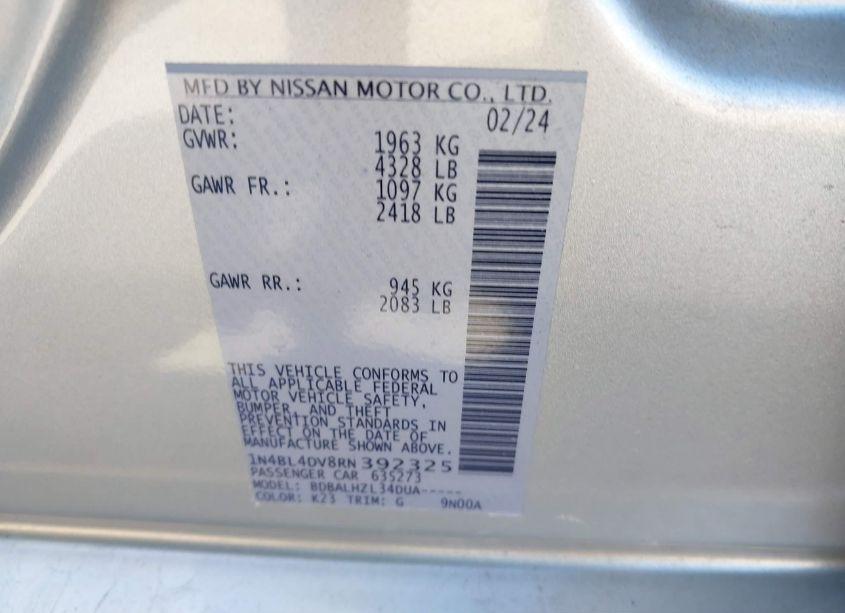 MFD BY NISSAN MOTOR CO., LTD.
DATE: 02/24
GVWR: 1963 KG
4328 LB
GAWR FR.: 1097 KG
2418 LB
GAWR RR.: 945 KG
2083 LB
THIS VEHICLE CONFORMS TO
ALL APPLICABLE FEDERAL
MOTOR VEHICLE SAFETY,
BUMPER, AND THEFT
PREVENTION STANDARDS IN
EFFECT ON THE DATE OF
MANUFACTURE SHOWN ABOVE.
1N4BL4DV8RN392325
PASSENGER CAR 635273
MODEL: BDBALHZL34DUA-----
COLOR: K23 TRIM: G 9N00A